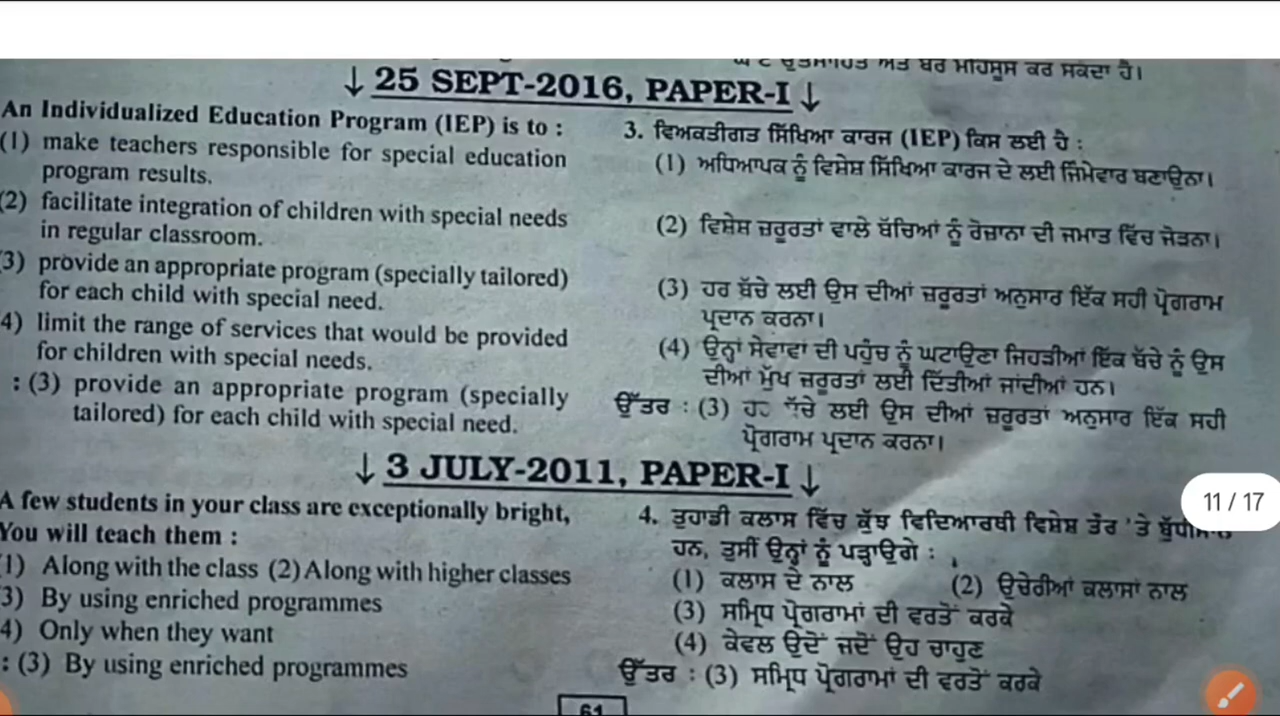 ਕਰ ਸਕਦਾ ਹੈ।
↓ 25 SEPT-2016, PAPER-I ↓
An Individualized Education Program (IEP) is to :
(1) make teachers responsible for special education
program results.
(2) facilitate integration of children with special needs
in regular classroom.
3) provide an appropriate program (specially tailored)
for each child with special need.
4) limit the range of services that would be provided
for children with special needs.
: (3) provide an appropriate program (specially
tailored) for each child with special need.
3. ਵਿਅਕਤੀਗਤ ਸਿੱਖਿਆ ਕਾਰਜ (IEP) ਕਿਸ ਲਈ ਹੈ :
(1) ਅਧਿਆਪਕ ਨੂੰ ਵਿਸ਼ੇਸ਼ ਸਿੱਖਿਆ ਕਾਰਜ ਦੇ ਲਈ ਜਿੰਮੇਵਾਰ ਬਣਾਉਨਾ।
(2) ਵਿਸ਼ੇਸ਼ ਜ਼ਰੂਰਤਾਂ ਵਾਲੇ ਬੱਚਿਆਂ ਨੂੰ ਰੋਜ਼ਾਨਾ ਦੀ ਜਮਾਤ ਵਿੱਚ ਜੋੜਨਾ।
(3) ਹਰ ਬੱਚੇ ਲਈ ਉਸ ਦੀਆਂ ਜ਼ਰੂਰਤਾਂ ਅਨੁਸਾਰ ਇੱਕ ਸਹੀ ਪ੍ਰੋਗਰਾਮ
ਪ੍ਰਦਾਨ ਕਰਨਾ।
(4) ਉਨ੍ਹਾਂ ਸੇਵਾਵਾਂ ਦੀ ਪਹੁੰਚ ਨੂੰ ਘਟਾਉਣਾ ਜਿਹੜੀਆਂ ਇੱਕ ਬੱਚੇ ਨੂੰ ਉਸ
ਦੀਆਂ ਮੁੱਖ ਜ਼ਰੂਰਤਾਂ ਲਈ ਦਿੱਤੀਆਂ ਜਾਂਦੀਆਂ ਹਨ।
ਉੱਤਰ : (3) ਲਈ ਉਸ ਦੀਆਂ ਜ਼ਰੂਰਤਾਂ ਅਨੁਸਾਰ ਇੱਕ ਸਹੀ
ਪ੍ਰੋਗਰਾਮ ਪ੍ਰਦਾਨ ਕਰਨਾ।
↓ 3 JULY-2011, PAPER-I ↓
A few students in your class are exceptionally bright,
You will teach them :
1) Along with the class (2) Along with higher classes
3) By using enriched programmes
4) Only when they want
: (3) By using enriched programmes
4. ਤੁਹਾਡੀ ਕਲਾਸ ਵਿੱਚ ਕੁੱਝ ਵਿਦਿਆਰਥੀ ਵਿਸ਼ੇਸ਼ ਤੌਰ 'ਤੇ
ਹਨ, ਤੁਸੀਂ ਉਨ੍ਹਾਂ ਨੂੰ ਪੜ੍ਹਾਉਗੇ :
(1) ਕਲਾਸ ਦੇ ਨਾਲ (2) ਉਚੇਰੀਆਂ ਕਲਾਸਾਂ ਨਾਲ
(3) ਸਮ੍ਰਿਧ ਪ੍ਰੋਗਰਾਮਾਂ ਦੀ ਵਰਤੋਂ ਕਰਕੇ
(4) ਕੇਵਲ ਉਦੋਂ ਜਦੋਂ ਉਹ ਚਾਹੁਣ
ਉੱਤਰ : (3) ਸਮ੍ਰਿਧ ਪ੍ਰੋਗਰਾਮਾਂ ਦੀ ਵਰਤੋਂ ਕਰਕੇ
11 / 17
61